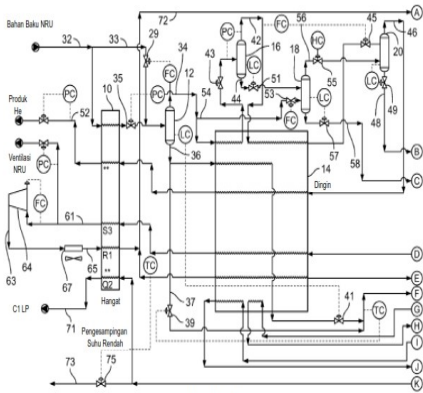 72
A
Bahan Baku NRU
32
33
29
34
FC
PC
42
16
FC
45
46
20
43
LC
44
51
18
56
HC
55
LC
49
48
10
35
PC
12
54
53
FC
LC
57
58
B
C
Produk He
PC
52
LC
36
14
Dingin
Ventilasi NRU
PC
FC
61
S3
63
64
65
67
R1
Q2
Hangat
TC
D
E
F
G
H
I
J
K
37
39
41
TC
C1 LP
71
Pengesampingan Suhu Rendah
73
75